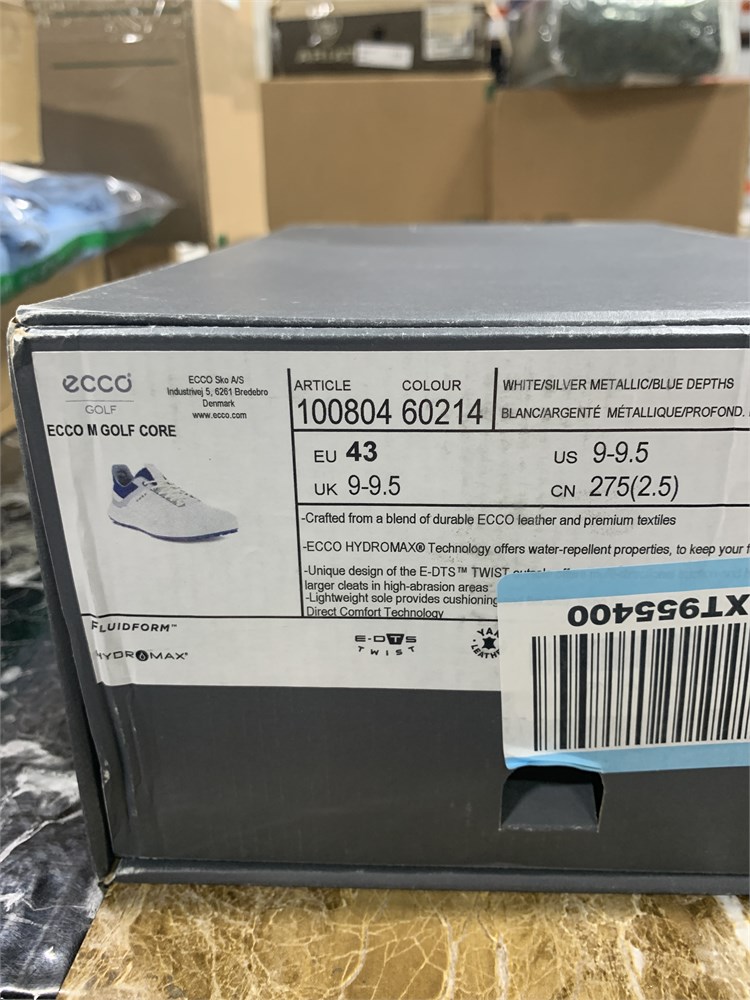 ecco
GOLF
ECCO Sko A/S
Industrivej 5, 6261 Bredebro
Denmark
www.ecco.com
ECCO M GOLF CORE
ARTICLE COLOUR
100804 60214
WHITE/SILVER METALLIC/BLUE DEPTHS
BLANC/ARGENTÉ MÉTALLIQUE/PROFOND.
EU 43
US 9-9.5
UK 9-9.5
CN 275(2.5)
-Crafted from a blend of durable ECCO leather and premium textiles
-ECCO HYDROMAX® Technology offers water-repellent properties, to keep your
-Unique design of the E-DTS™ TWIST
larger cleats in high-abrasion areas
-Lightweight sole provides cushioning
Direct Comfort Technology
FLUIDFORM™
HYDROMAX®
E-DTS
TWIST
XT955400